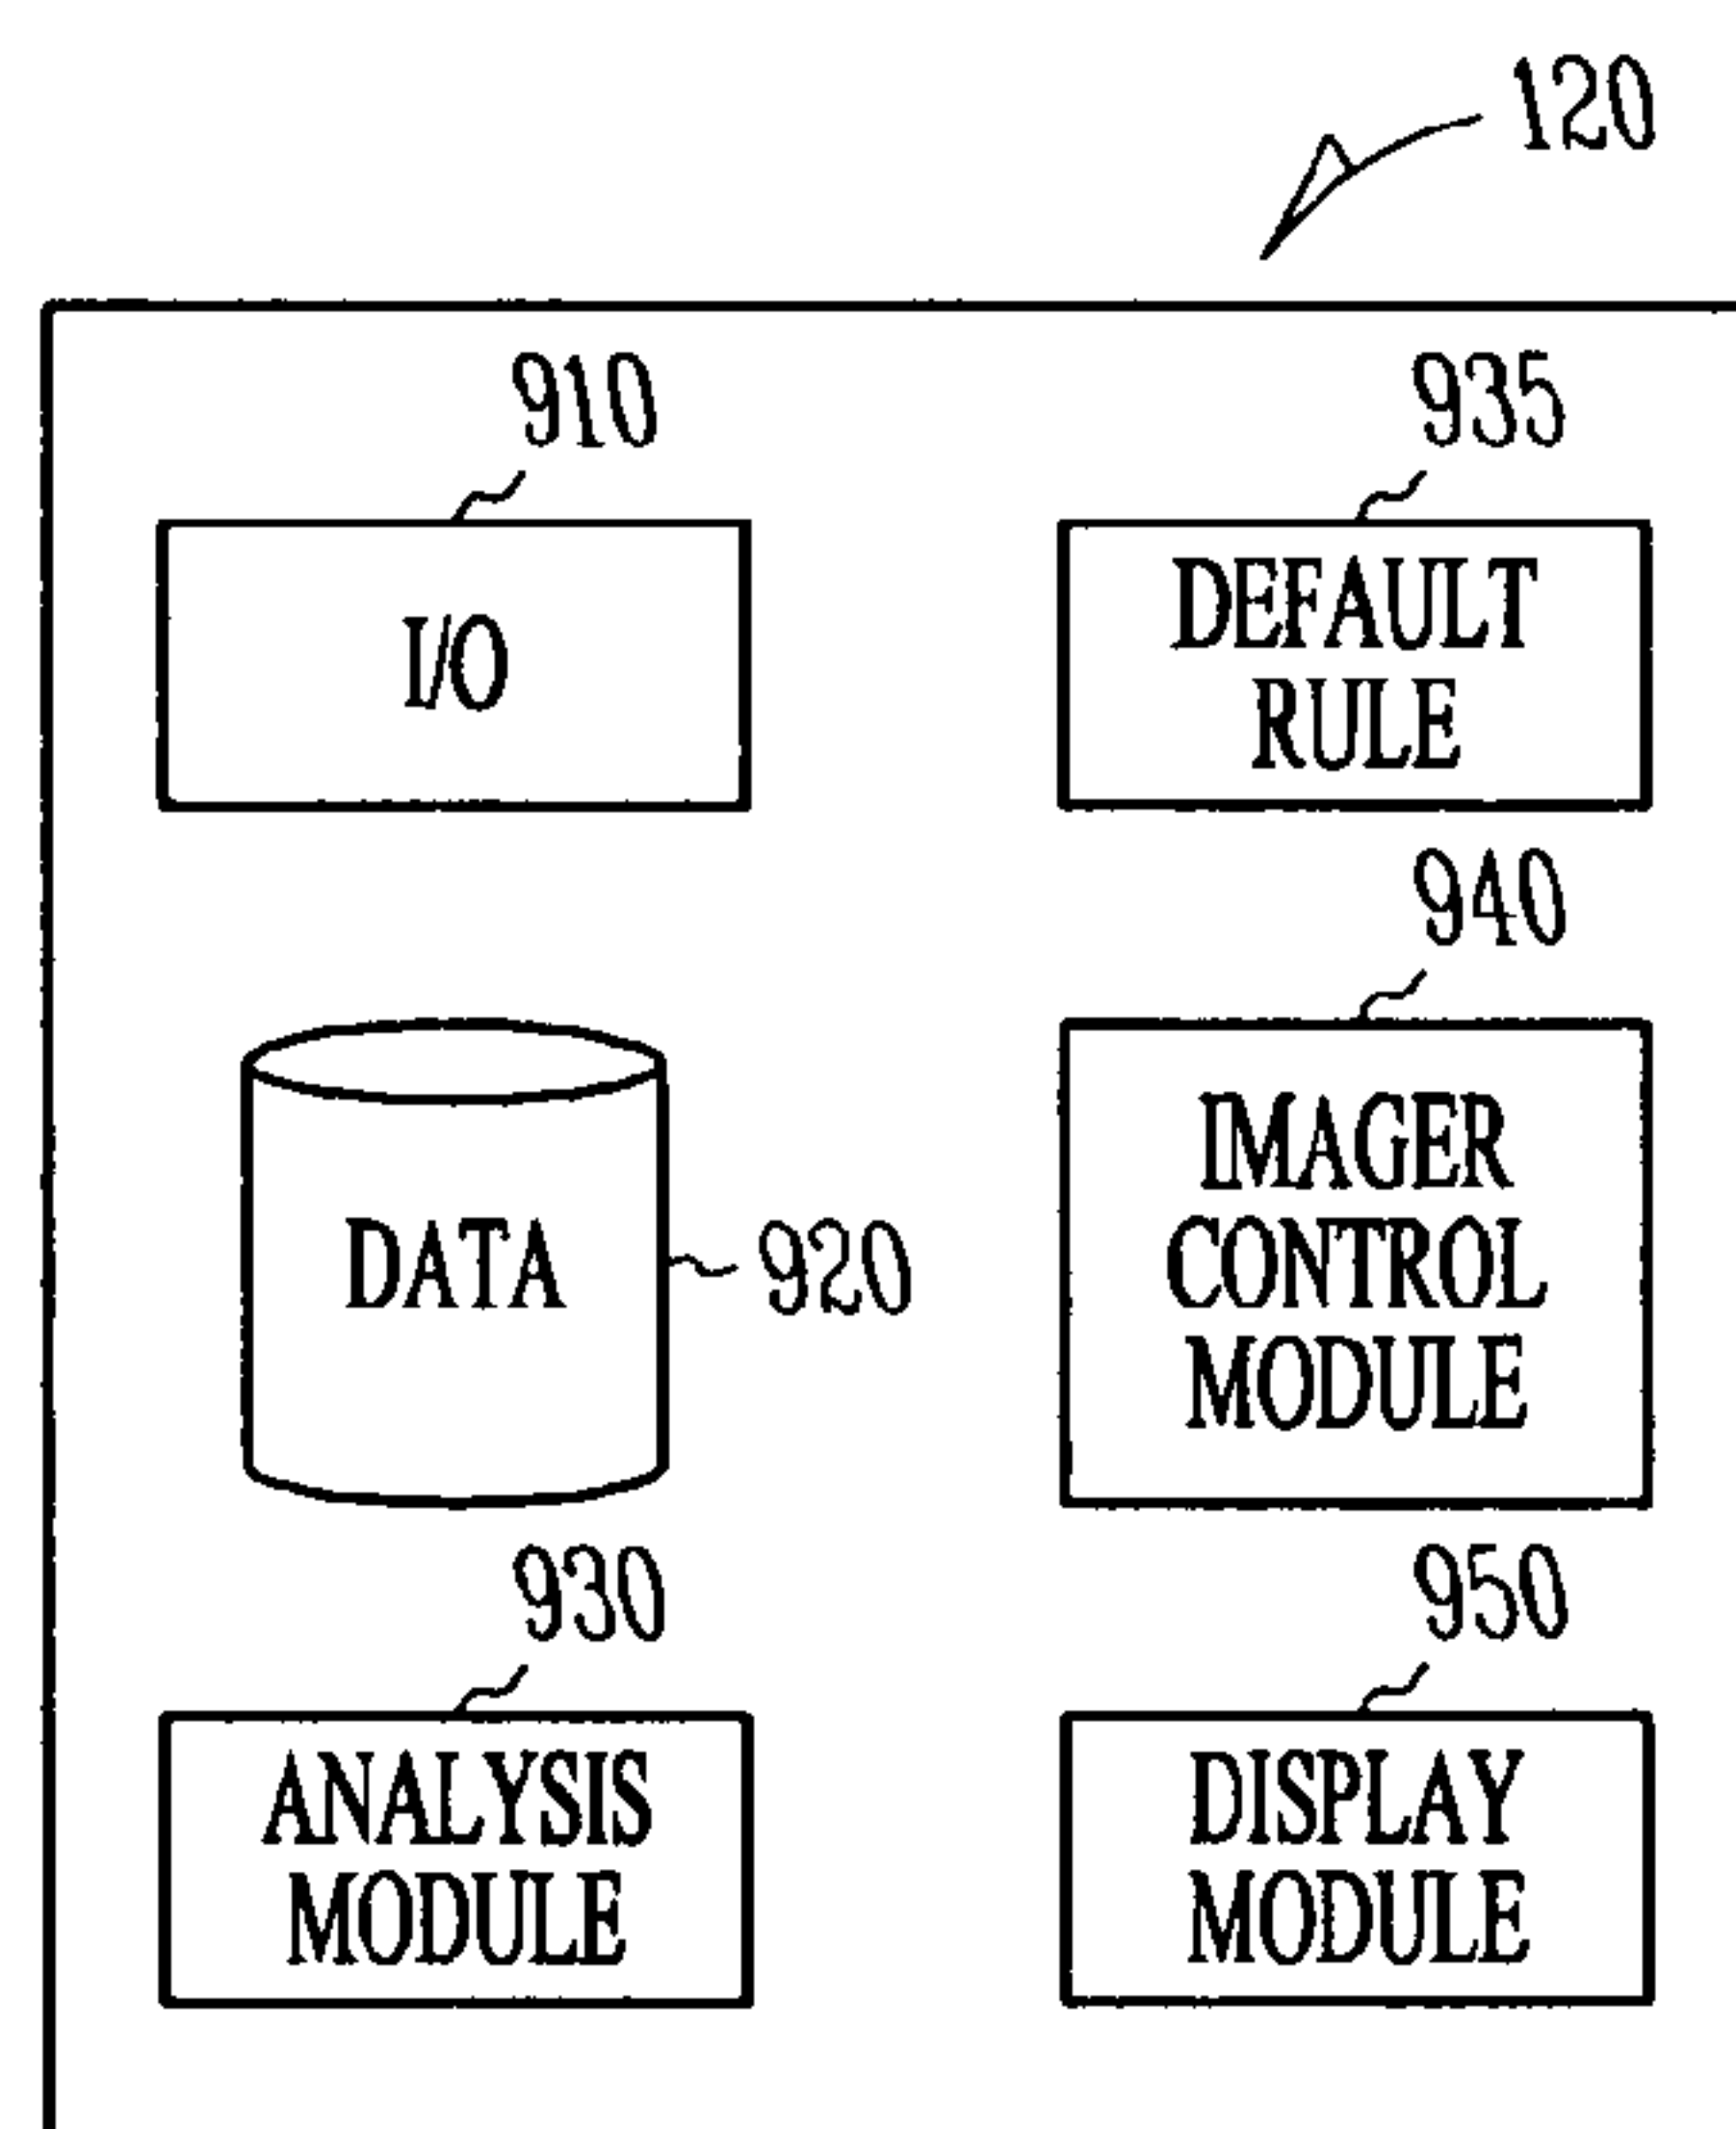 120
910
I/O
935
DEFAULT
RULE
DATA
920
940
IMAGER
CONTROL
MODULE
930
ANALYSIS
MODULE
950
DISPLAY
MODULE